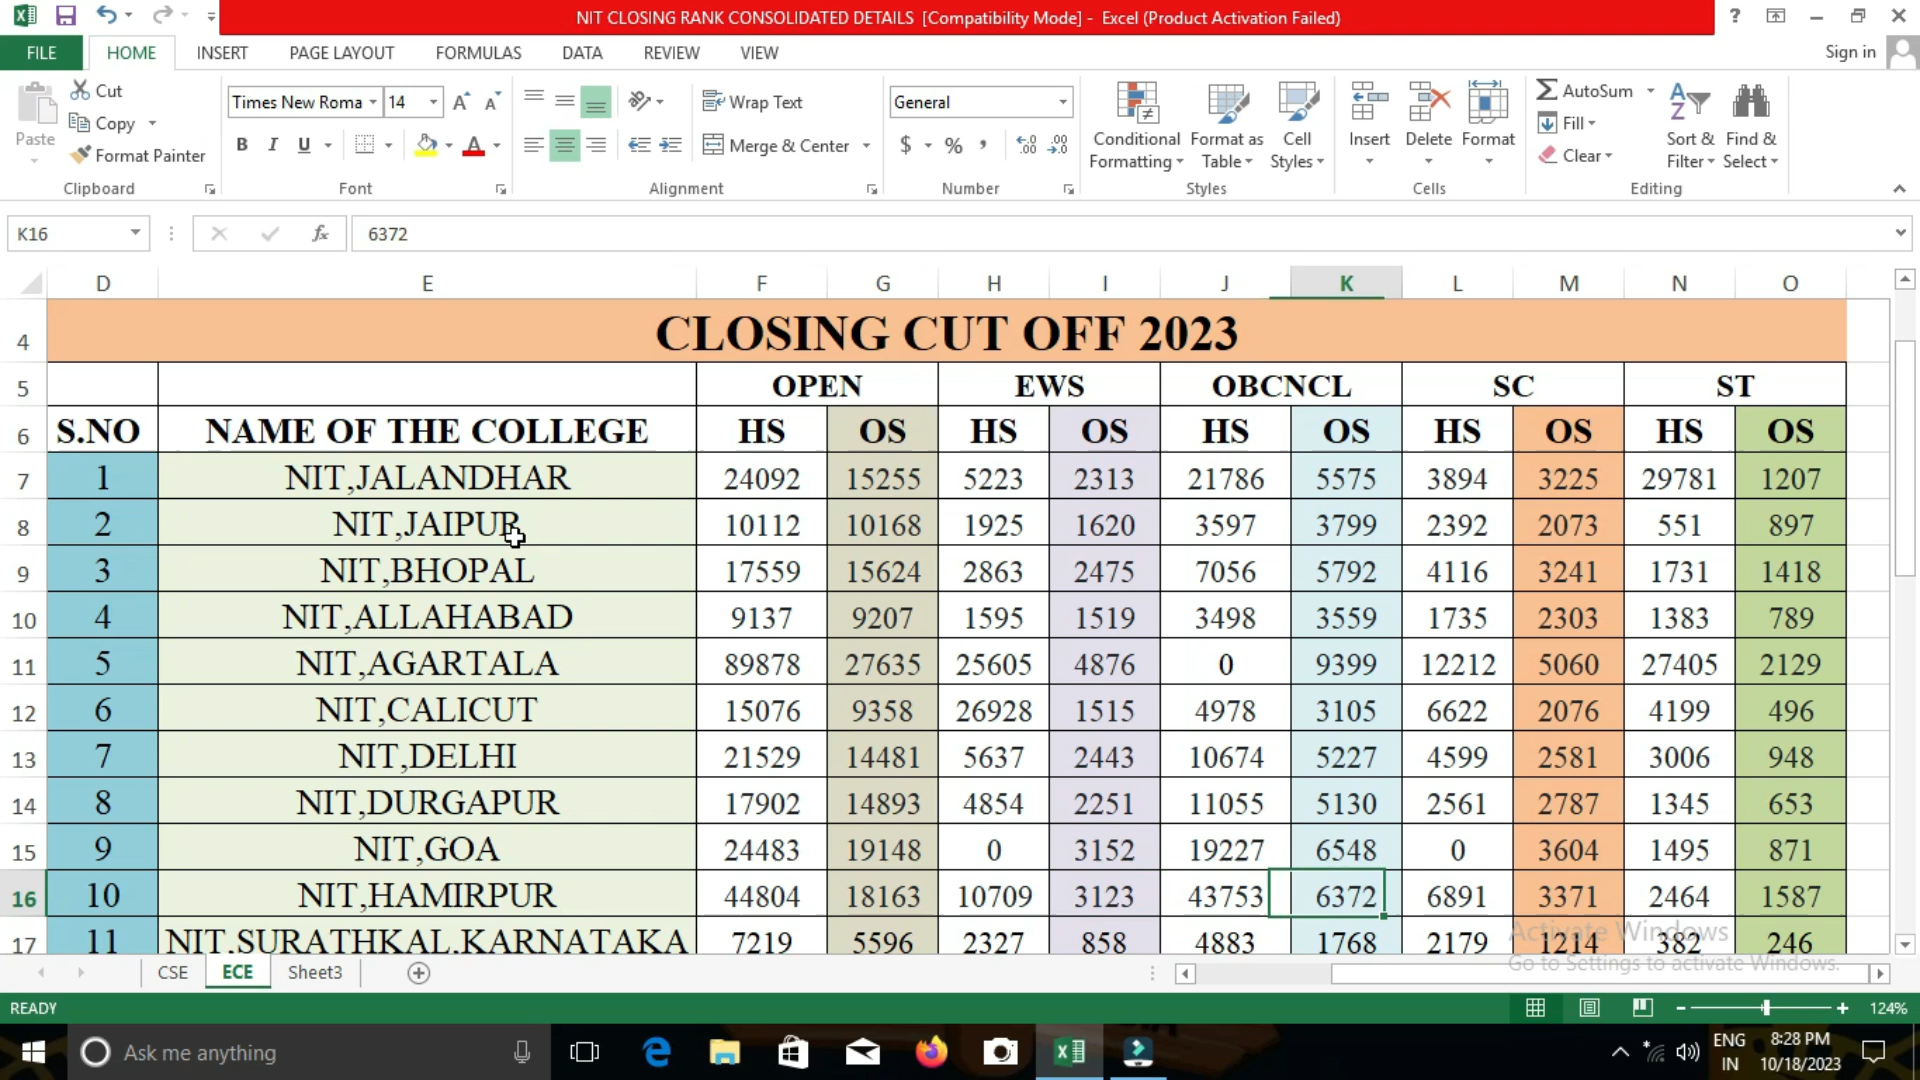 NIT CLOSING RANK CONSOLIDATED DETAILS [Compatibility Mode] - Excel (Product Activation Failed)
?
FILE HOME INSERT PAGE LAYOUT FORMULAS DATA REVIEW VIEW Sign in
Paste Cut Copy Format Painter
Clipboard
Times New Roma 14
B I U A
Font
Wrap Text
Merge & Center
Alignment
General
$ % ,
Number
Conditional Formatting Format as Table Cell Styles
Styles
Insert Delete Format
Cells
AutoSum Fill Clear Sort & Filter Find & Select
Editing
K16 fx 6372
D E F G H I J K L M N O
4 CLOSING CUT OFF 2023
5 OPEN EWS OBCNCL SC ST
6 S.NO NAME OF THE COLLEGE HS OS HS OS HS OS HS OS HS OS
7 1 NIT,JALANDHAR 24092 15255 5223 2313 21786 5575 3894 3225 29781 1207
8 2 NIT,JAIPUR 10112 10168 1925 1620 3597 3799 2392 2073 551 897
9 3 NIT,BHOPAL 17559 15624 2863 2475 7056 5792 4116 3241 1731 1418
10 4 NIT,ALLAHABAD 9137 9207 1595 1519 3498 3559 1735 2303 1383 789
11 5 NIT,AGARTALA 89878 27635 25605 4876 0 9399 12212 5060 27405 2129
12 6 NIT,CALICUT 15076 9358 26928 1515 4978 3105 6622 2076 4199 496
13 7 NIT,DELHI 21529 14481 5637 2443 10674 5227 4599 2581 3006 948
14 8 NIT,DURGAPUR 17902 14893 4854 2251 11055 5130 2561 2787 1345 653
15 9 NIT,GOA 24483 19148 0 3152 19227 6548 0 3604 1495 871
16 10 NIT,HAMIRPUR 44804 18163 10709 3123 43753 6372 6891 3371 2464 1587
17 11 NIT,SURATHKAL,KARNATAKA 7219 5596 2327 858 4883 1768 2179 1214 382 246
Activate Windows
Go to Settings to activate Windows.
CSE ECE Sheet3
READY 124%
Ask me anything
ENG 8:28 PM
IN 10/18/2023